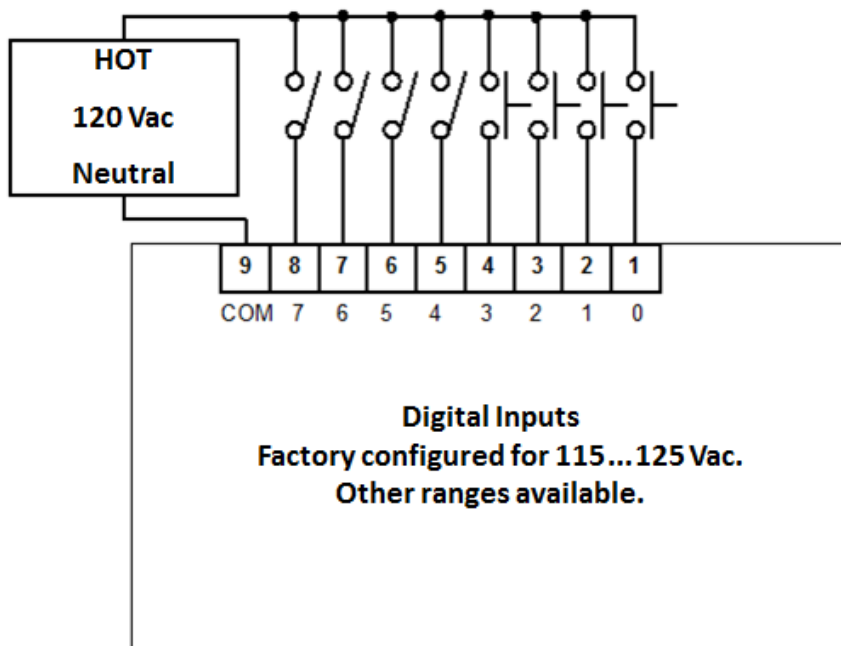 HOT
120 Vac
Neutral
9 8 7 6 5 4 3 2 1
COM 7 6 5 4 3 2 1 0
Digital Inputs
Factory configured for 115...125 Vac.
Other ranges available.